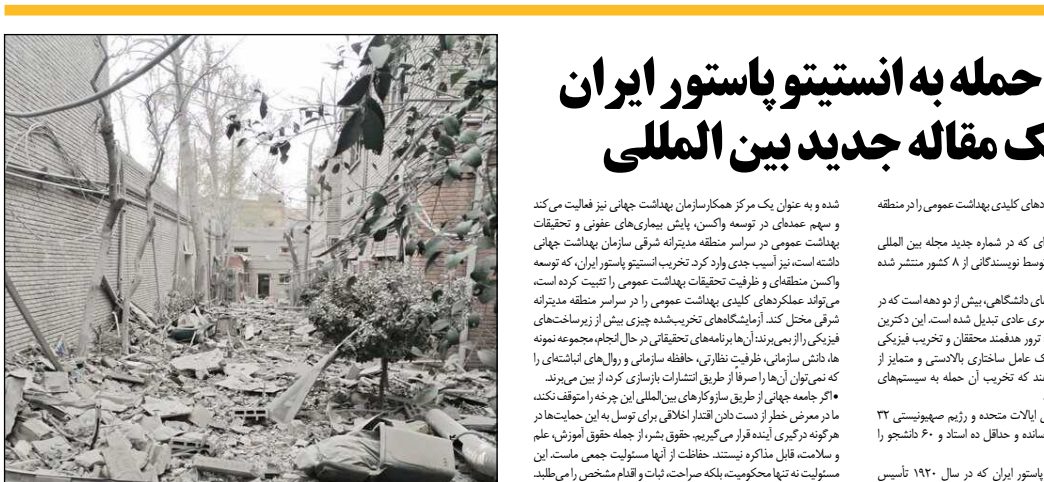 حمله به انستیتو پاستور ایران
ک مقاله جدید بین المللی
دهای کلیدی بهداشت عمومی را در منطقه
ای که در شماره جدید مجله بین المللی
توسط نویسندگانی از ۸ کشور منتشر شده
های دانشگاهی، بیش از دو دهه است که در
مری عادی تبدیل شده است. این دکترین
ترور هدفمند محققان و تخریب فیزیکی
ک عامل ساختاری بالادستی و متمایز از
ند که تخریب آن حمله به سیستم‌های
ی ایالات متحده و رژیم صهیونیستی ۳۲
سانده و حداقل ده استاد و ۶۰ دانشجو را
پاستور ایران که در سال ۱۹۲۰ تأسیس
شده و به عنوان یک مرکز همکار سازمان بهداشت جهانی نیز فعالیت می‌کند
و سهم عمده‌ای در توسعه واکسن، پایش بیماری‌های عفونی و تحقیقات
بهداشت عمومی در سراسر منطقه مدیترانه شرقی سازمان بهداشت جهانی
داشته است، نیز آسیب جدی وارد کرد. تخریب انستیتو پاستور ایران، که توسعه
واکسن منطقه‌ای و ظرفیت تحقیقات بهداشت عمومی را تثبیت کرده است،
می‌تواند عملکردهای کلیدی بهداشت عمومی را در سراسر منطقه مدیترانه
شرقی مختل کند. آزمایشگاه‌های تخریب‌شده چیزی بیش از زیرساخت‌های
فیزیکی را از بین می‌برند: آن‌ها برنامه‌های تحقیقاتی در حال انجام، مجموعه نمونه
ها، دانش سازمانی، ظرفیت نظارتی، حافظه سازمانی و روال‌های انباشته‌ای را
که نمی‌توان آن‌ها را صرفاً از طریق انتشارات بازسازی کرد، از بین می‌برند.
•اگر جامعه جهانی از طریق سازوکارهای بین‌المللی این چرخه را متوقف نکند،
ما در معرض خطر از دست دادن اقتدار اخلاقی برای توسل به این حمایت‌ها در
هرگونه درگیری آینده قرار می‌گیریم. حقوق بشر، از جمله حقوق آموزش، علم
و سلامت، قابل مذاکره نیستند. حفاظت از آنها مسئولیت جمعی ماست. این
مسئولیت نه تنها محکومیت، بلکه صراحت، ثبات و اقدام مشخص را می‌طلبد.